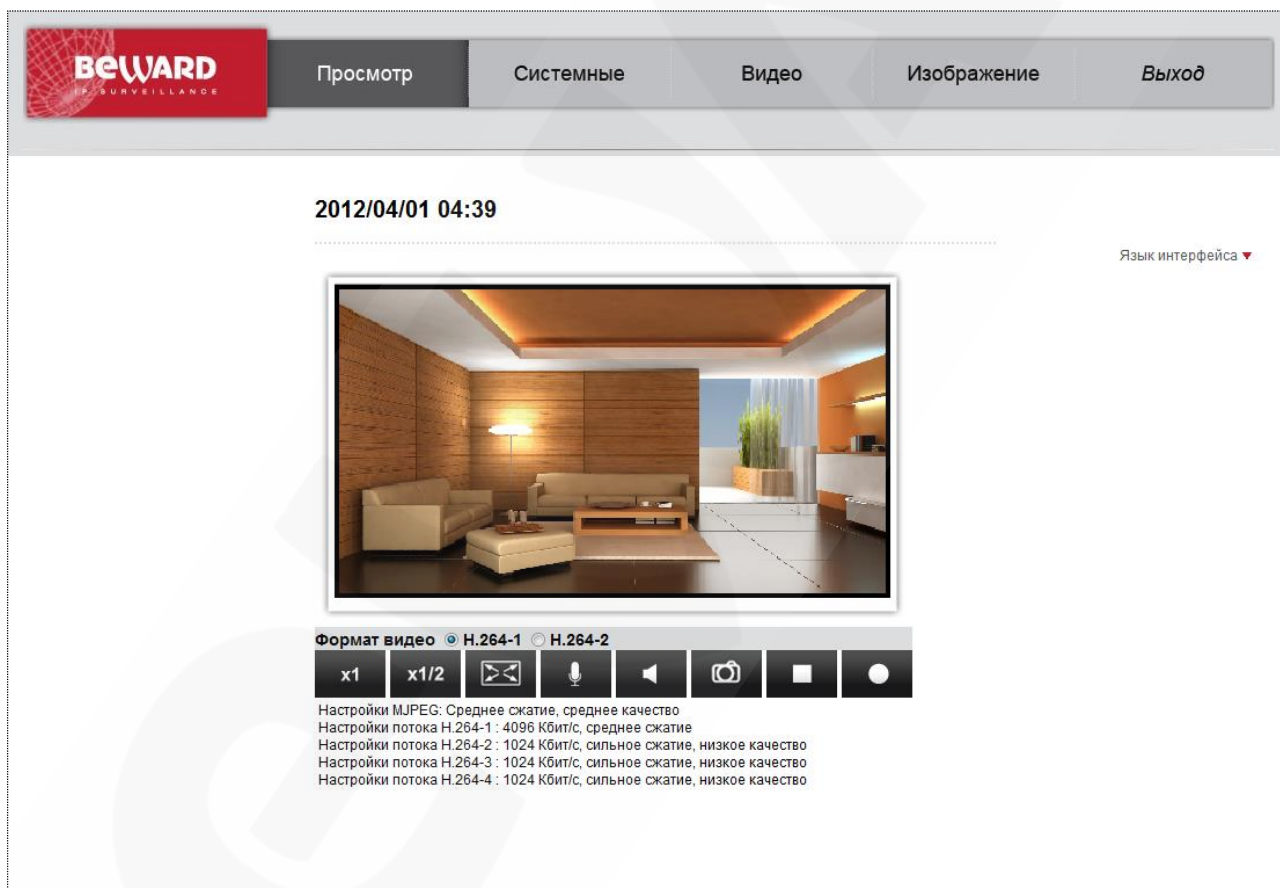 BEWARD
IP SURVEILLANCE
Просмотр Системные Видео Изображение Выход
2012/04/01 04:39
Язык интерфейса
Формат видео H.264-1 H.264-2
x1 x1/2
Настройки MJPEG: Среднее сжатие, среднее качество
Настройки потока H.264-1 : 4096 Кбит/с, среднее сжатие
Настройки потока H.264-2 : 1024 Кбит/с, сильное сжатие, низкое качество
Настройки потока H.264-3 : 1024 Кбит/с, сильное сжатие, низкое качество
Настройки потока H.264-4 : 1024 Кбит/с, сильное сжатие, низкое качество